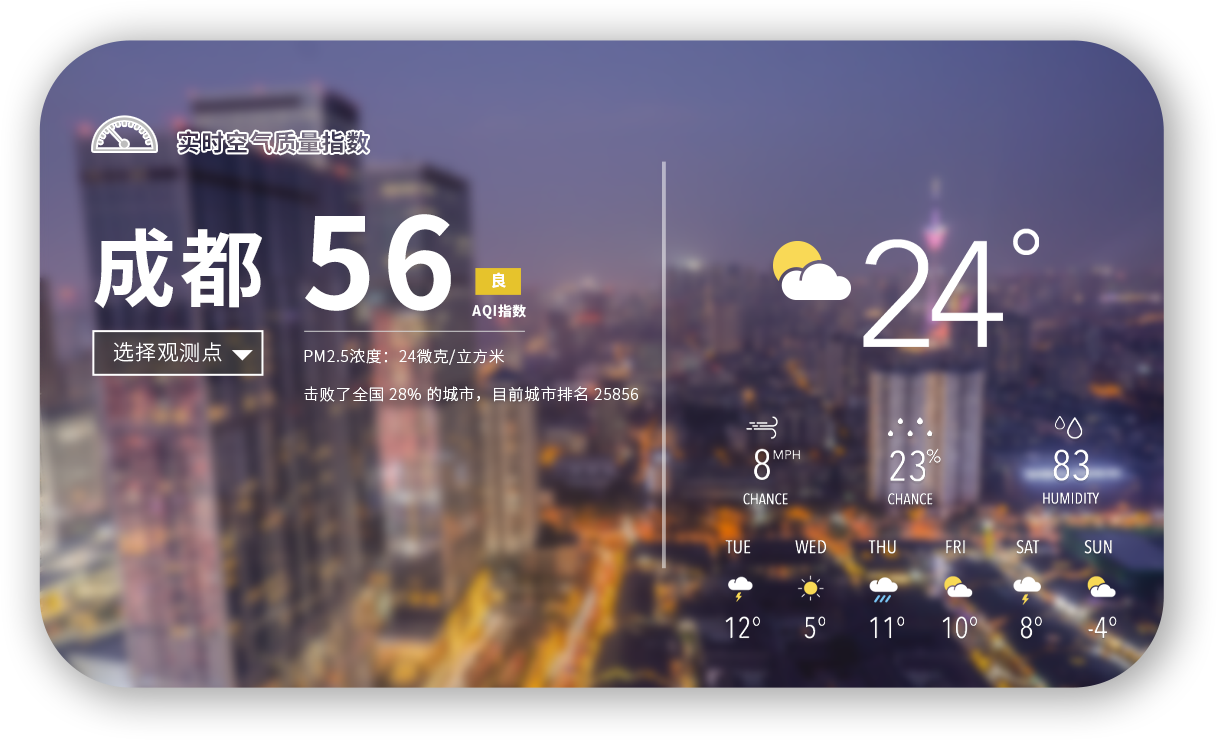 实时空气质量指数
成都
56
良
AQI指数
选择观测点
PM2.5浓度：24微克/立方米
击败了全国 28% 的城市，目前城市排名 25856
24°
8 MPH
CHANCE
23%
CHANCE
83
HUMIDITY
TUE WED THU FRI SAT SUN
12° 5° 11° 10° 8° -4°